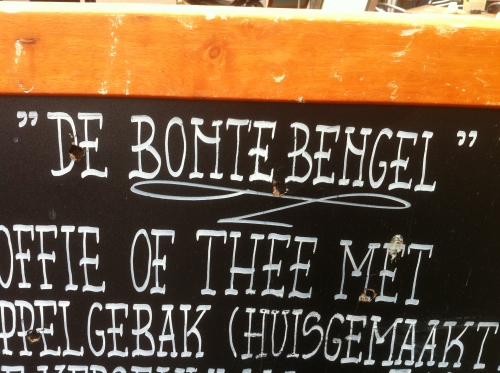 "DE BONTE BENGEL"
OFFIE OF THEE MET
PPELGEBAK (HUISGEMAAKT